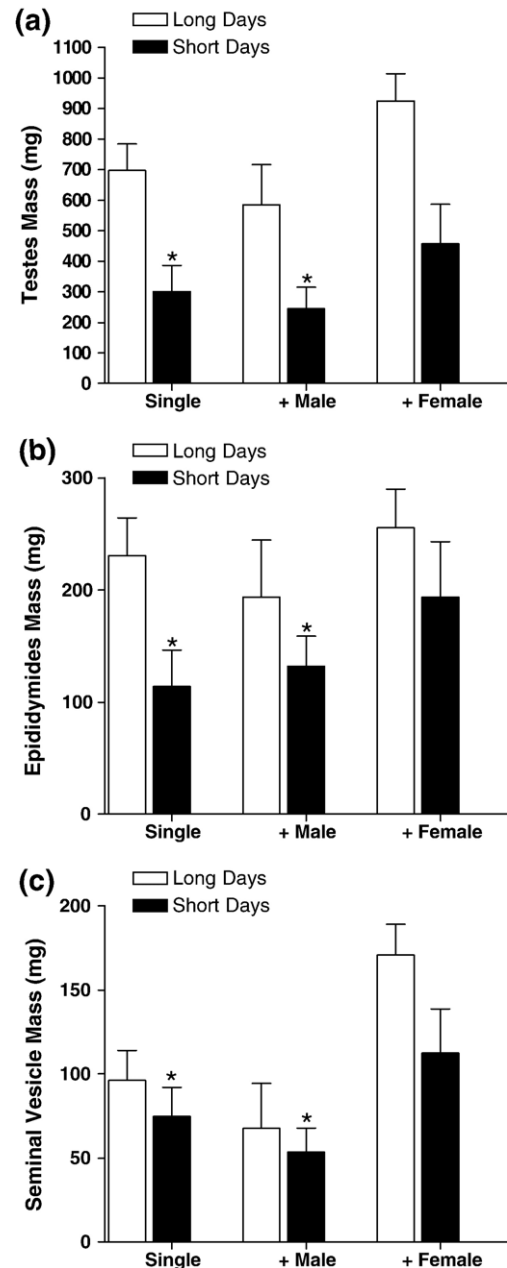 (a)
Long Days
Short Days
Testes Mass (mg)
1100
1000
900
800
700
600
500
400
300
200
100
0
*
*
Single + Male + Female
(b)
Long Days
Short Days
Epididymides Mass (mg)
300
200
100
0
*
*
Single + Male + Female
(c)
Long Days
Short Days
Seminal Vesicle Mass (mg)
200
150
100
50
0
*
*
Single + Male + Female